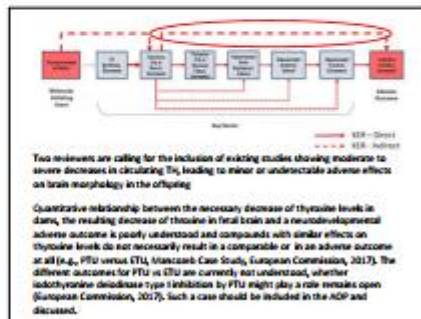 Molecular
Initiating
Event
Adverse
Outcome
KER – Direct
KER – Indirect
Two reviewers are calling for the inclusion of existing studies showing moderate to
severe decreases in circulating TH, leading to minor or undetectable adverse effects
on brain morphology in the offspring
Quantitative relationship between the necessary decrease of thyroxine levels in
dams, the resulting decrease of throxine in fetal brain and a neurodevelopmental
adverse outcome is poorly understood and compounds with similar effects on
thyroxine levels do not necessarily result in a comparable or in an adverse outcome
at all (e.g., PTU versus ETU, Mancozeb Case Study, European Commission, 2017). The
different outcomes for PTU vs ETU are currently not understood, whether
iodothyronine deiodinase type I inhibition by PTU might play a role remains open
(European Commission, 2017). Such a case should be included in the AOP and
discussed.